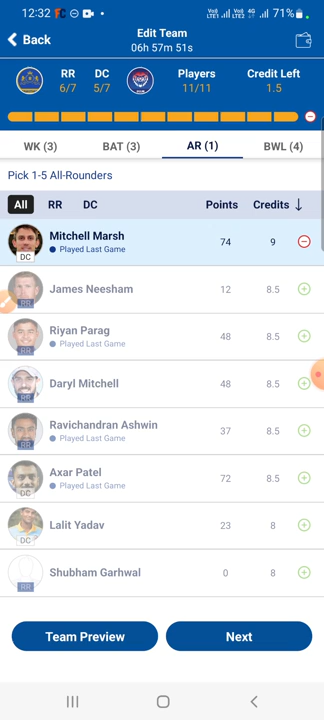 12:32
71%
Back
Edit Team
06h 57m 51s
RR
6/7
DC
5/7
Players
11/11
Credit Left
1.5
WK (3)
BAT (3)
AR (1)
BWL (4)
Pick 1-5 All-Rounders
All
RR
DC
Points
Credits
Mitchell Marsh
Played Last Game
DC
74
9
James Neesham
RR
12
8.5
Riyan Parag
Played Last Game
RR
48
8.5
Daryl Mitchell
RR
48
8.5
Ravichandran Ashwin
Played Last Game
RR
37
8.5
Axar Patel
Played Last Game
DC
72
8.5
Lalit Yadav
DC
23
8
Shubham Garhwal
RR
0
8
Team Preview
Next